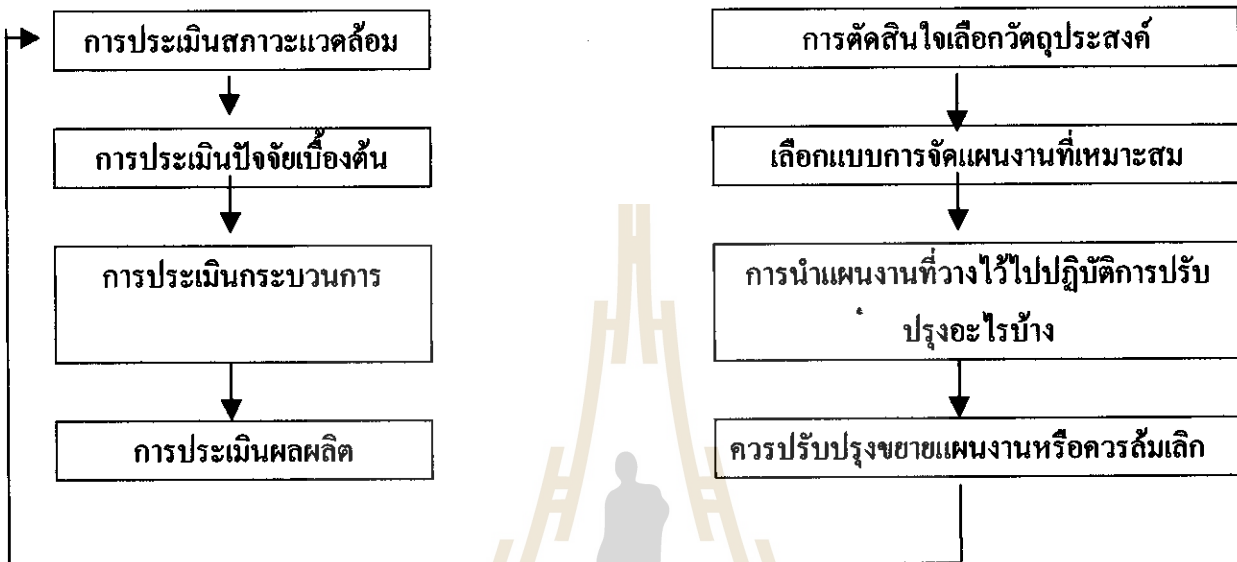 การประเมินสภาวะแวดล้อม
การตัดสินใจเลือกวัตถุประสงค์
การประเมินปัจจัยเบื้องต้น
เลือกแบบการจัดแผนงานที่เหมาะสม
การประเมินกระบวนการ
การนำแผนงานที่วางไว้ไปปฏิบัติการปรับ
ปรุงอะไรบ้าง
การประเมินผลผลิต
ควรปรับปรุงขยายแผนงานหรือควรล้มเลิก